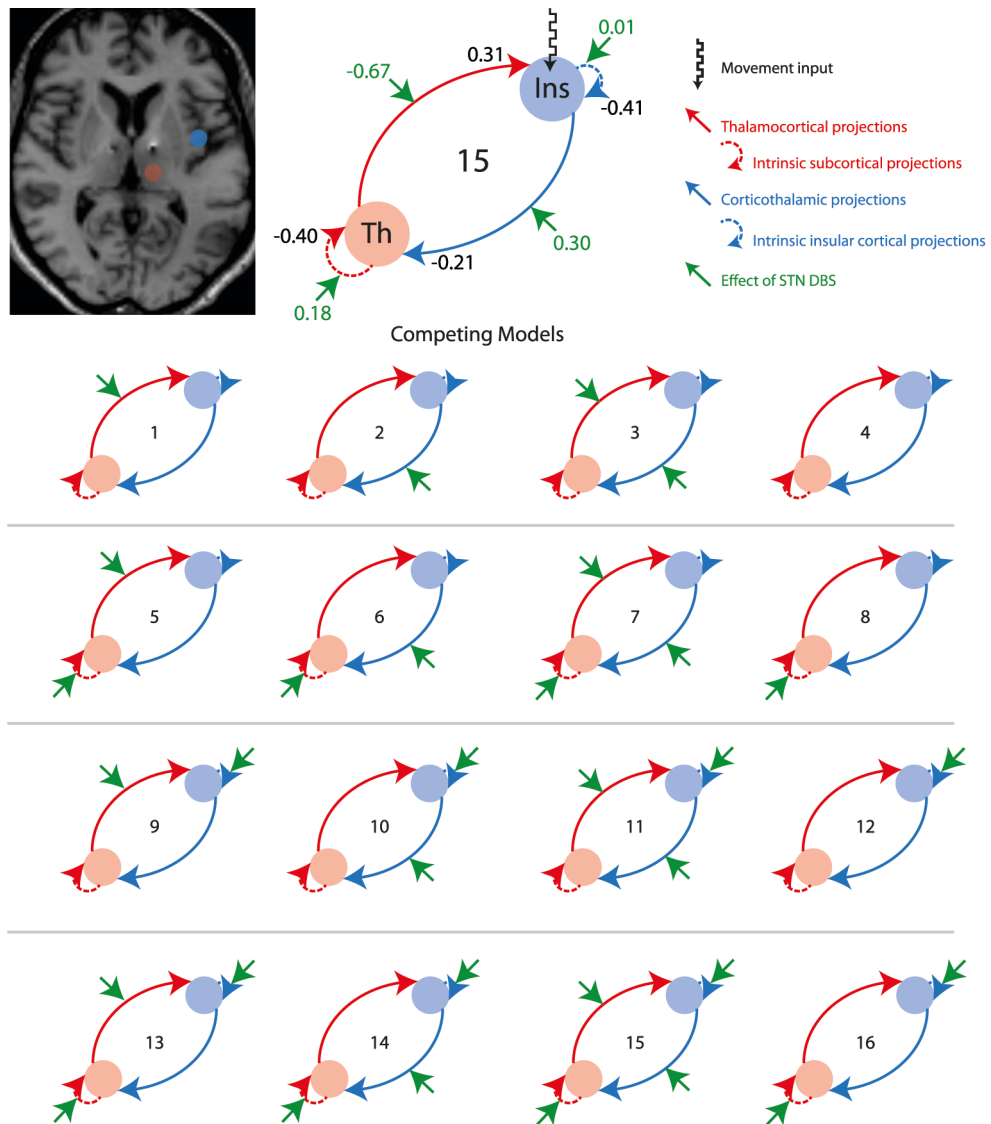 0.01
0.31
-0.67
Ins
-0.41
15
Th
-0.40
-0.21
0.30
0.18
Movement input
Thalamocortical projections
Intrinsic subcortical projections
Corticothalamic projections
Intrinsic insular cortical projections
Effect of STN DBS
Competing Models
1 2 3 4
5 6 7 8
9 10 11 12
13 14 15 16